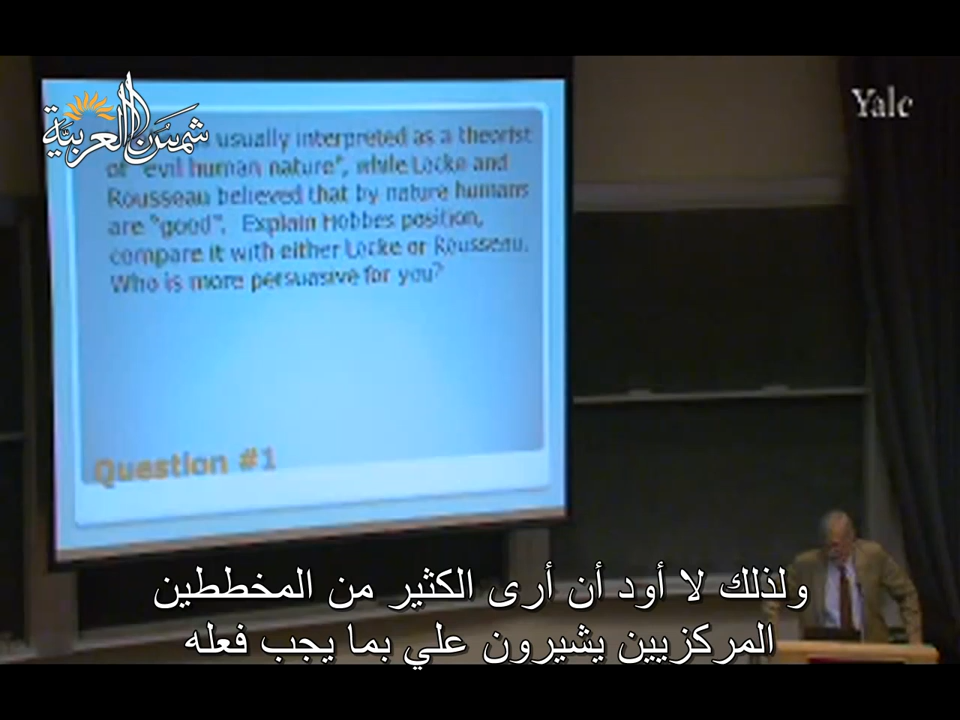 شمس العربية
Yale
usually interpreted as a theorist
of "evil human nature", while Locke and
Rousseau believed that by nature humans
are "good". Explain Hobbes position,
compare it with either Locke or Rousseau.
Who is more persuasive for you?
Question #1
ولذلك لا أود أن أرى الكثير من المخططين
المركزيين يشيرون علي بما يجب فعله